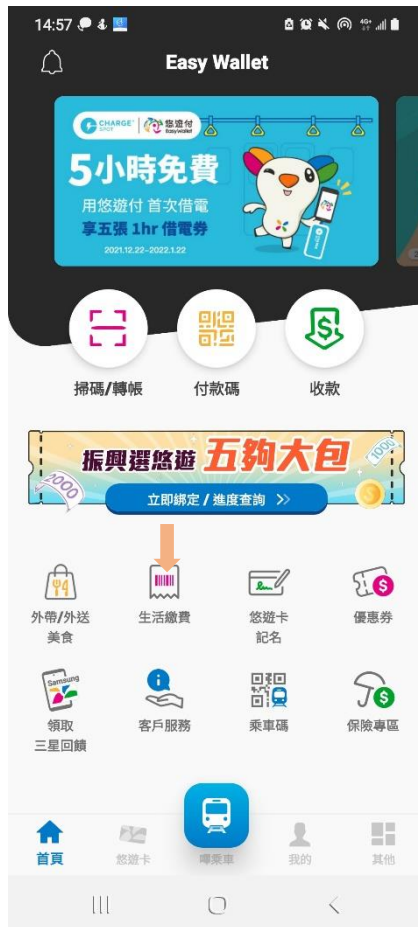 14:57
4G+
Easy Wallet
CHARGE SPOT 悠遊付
EasyWallet
5小時免費
用悠遊付 首次借電
享五張 1hr 借電券
2021.12.22~2022.1.22
掃碼/轉帳 付款碼 收款
振興選悠遊 五夠大包
2000
1000
立即綁定 / 進度查詢 >>
外帶/外送
美食
生活繳費
悠遊卡
記名
優惠券
Samsung
領取
三星回饋
客戶服務
乘車碼
保險專區
首頁 悠遊卡 嗶乘車 我的 其他